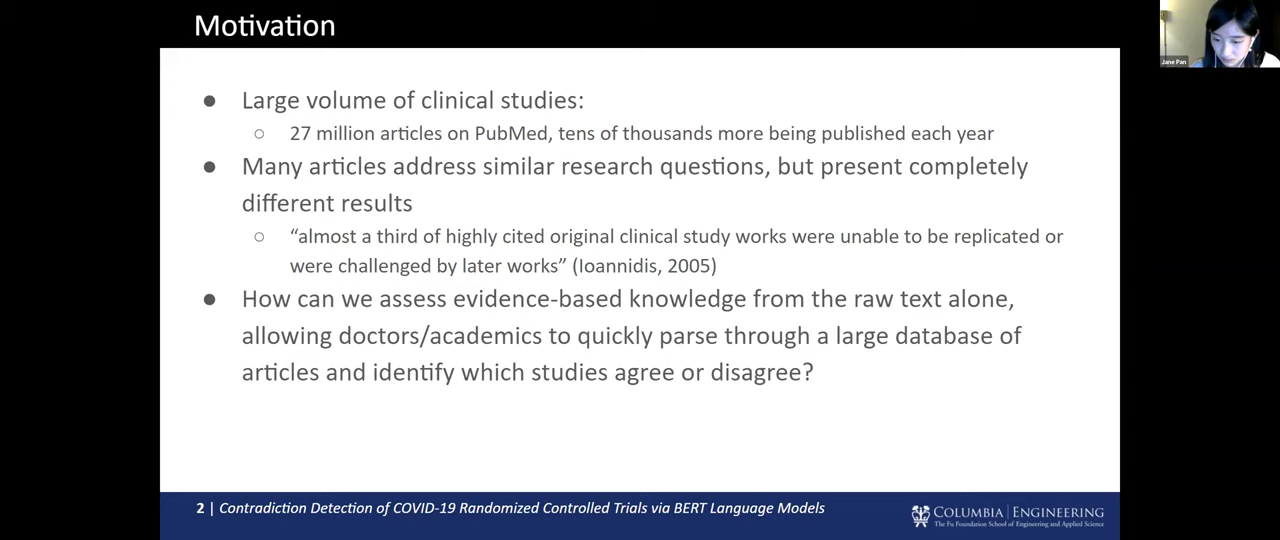 Motivation
Jane Pan
● Large volume of clinical studies:
○ 27 million articles on PubMed, tens of thousands more being published each year
● Many articles address similar research questions, but present completely
different results
○ “almost a third of highly cited original clinical study works were unable to be replicated or
were challenged by later works” (Ioannidis, 2005)
● How can we assess evidence-based knowledge from the raw text alone,
allowing doctors/academics to quickly parse through a large database of
articles and identify which studies agree or disagree?
2 | Contradiction Detection of COVID-19 Randomized Controlled Trials via BERT Language Models
COLUMBIA | ENGINEERING
The Fu Foundation School of Engineering and Applied Science